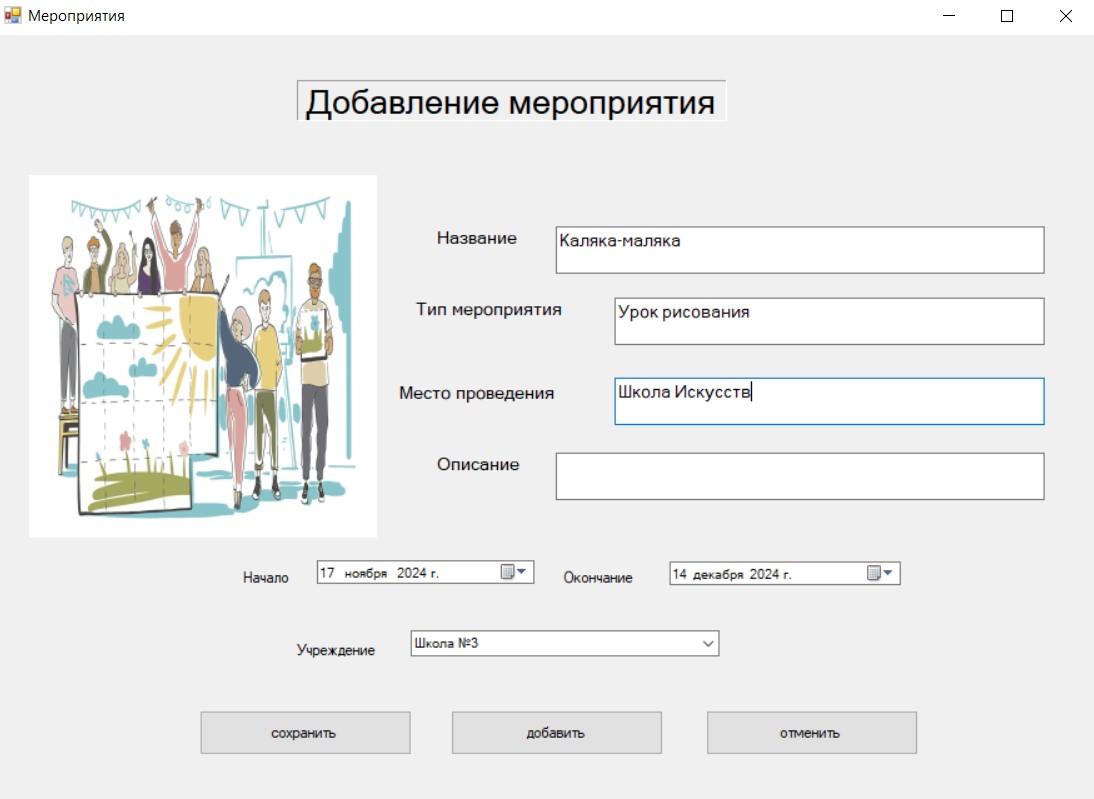 Мероприятия
Добавление мероприятия
Название
Каляка-маляка
Тип мероприятия
Урок рисования
Место проведения
Школа Искусств
Описание
Начало
17 ноября 2024 г.
Окончание
14 декабря 2024 г.
Учреждение
Школа №3
сохранить
добавить
отменить